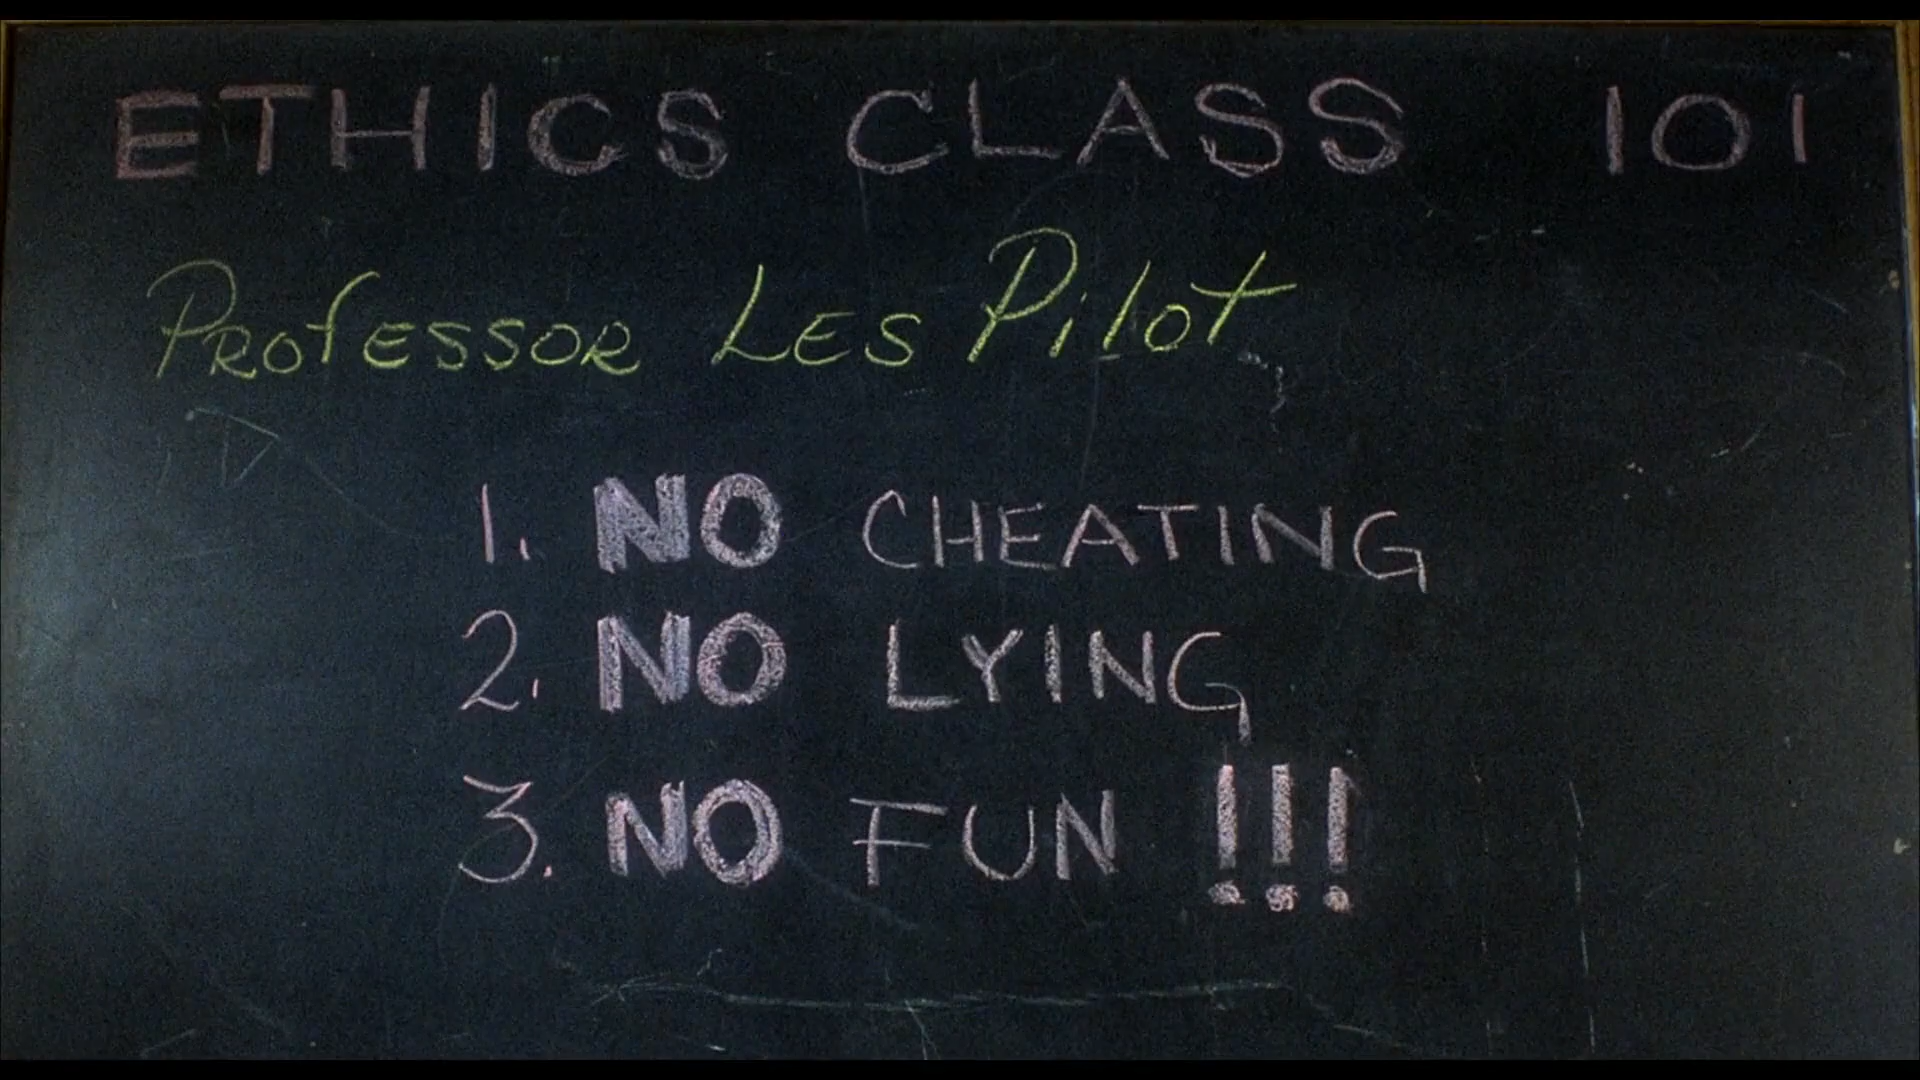 ETHICS CLASS 101
PROFESSOR LES PILOT
1. NO CHEATING
2. NO LYING
3. NO FUN !!!